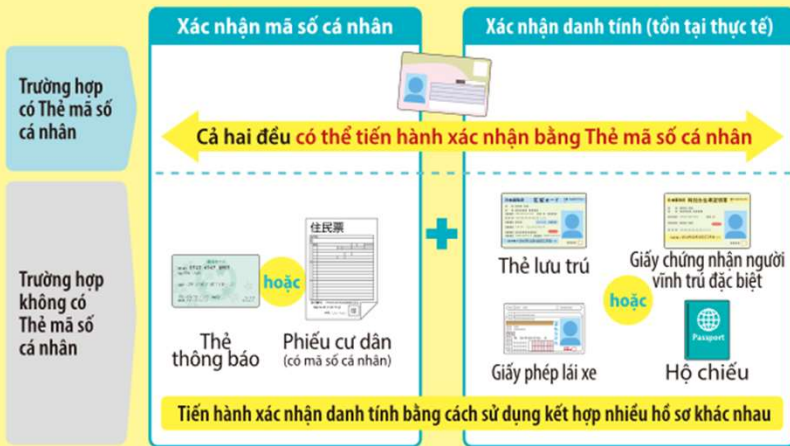 Xác nhận mã số cá nhân
Xác nhận danh tính (tồn tại thực tế)
Trường hợp
có Thẻ mã số
cá nhân
Cả hai đều có thể tiến hành xác nhận bằng Thẻ mã số cá nhân
Trường hợp
không có
Thẻ mã số
cá nhân
Thẻ
thông báo
hoặc
住民票
Phiếu cư dân
(có mã số cá nhân)
Thẻ lưu trú
Giấy chứng nhận người
vĩnh trú đặc biệt
hoặc
Giấy phép lái xe
Passport
Hộ chiếu
Tiến hành xác nhận danh tính bằng cách sử dụng kết hợp nhiều hồ sơ khác nhau